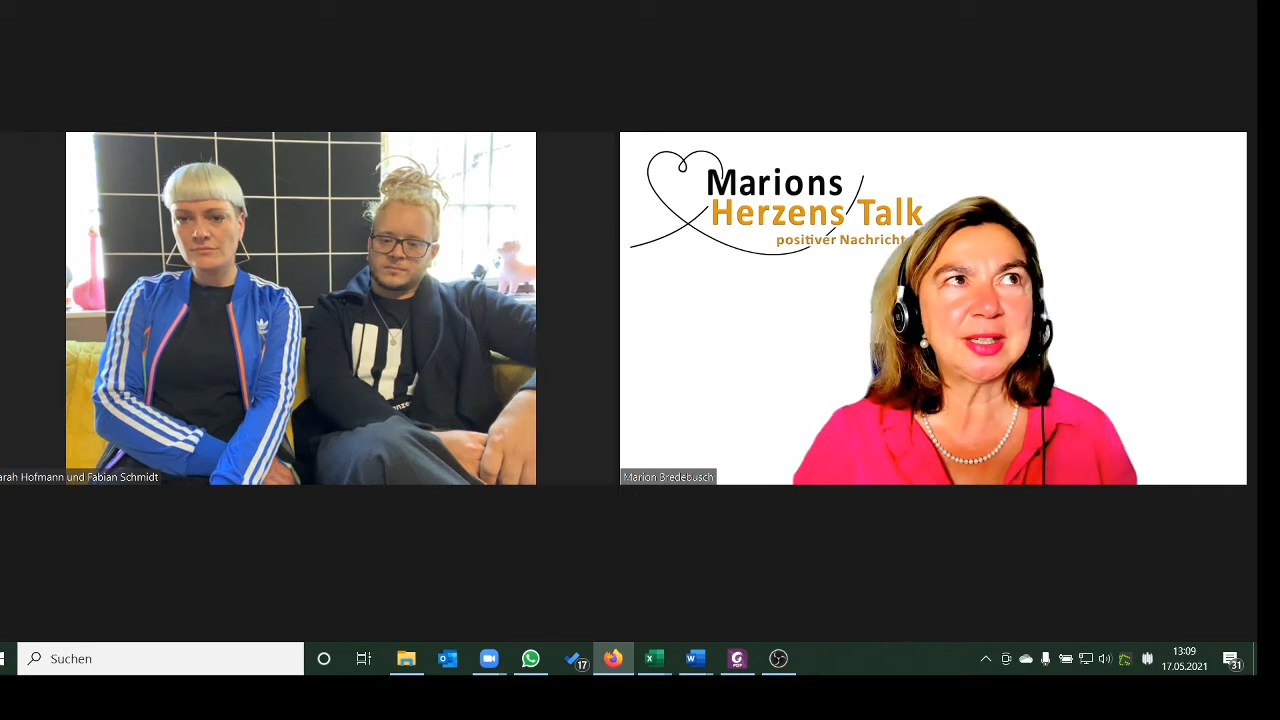 Marions
Herzens Talk
positiver Nachricht
arah Hofmann und Fabian Schmidt
Marion Bredebusch
Suchen
17
13:09
17.05.2021
31